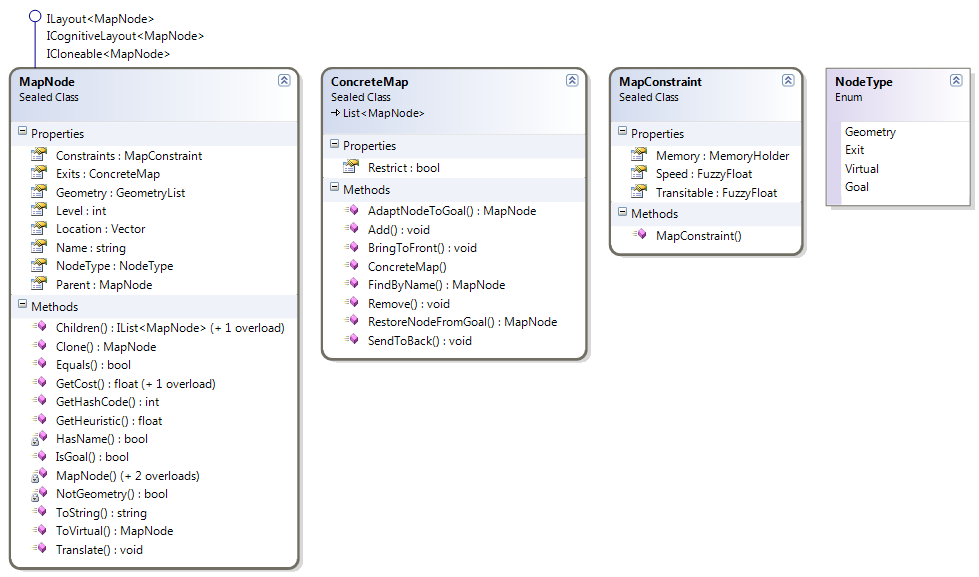 ILayout<MapNode>
ICognitiveLayout<MapNode>
ICloneable<MapNode>
MapNode
Sealed Class
Properties
Constraints : MapConstraint
Exits : ConcreteMap
Geometry : GeometryList
Level : int
Location : Vector
Name : string
NodeType : NodeType
Parent : MapNode
Methods
Children() : IList<MapNode> (+ 1 overload)
Clone() : MapNode
Equals() : bool
GetCost() : float (+ 1 overload)
GetHashCode() : int
GetHeuristic() : float
HasName() : bool
IsGoal() : bool
MapNode() (+ 2 overloads)
NotGeometry() : bool
ToString() : string
ToVirtual() : MapNode
Translate() : void
ConcreteMap
Sealed Class
List<MapNode>
Properties
Restrict : bool
Methods
AdaptNodeToGoal() : MapNode
Add() : void
BringToFront() : void
ConcreteMap()
FindByName() : MapNode
Remove() : void
RestoreNodeFromGoal() : MapNode
SendToBack() : void
MapConstraint
Sealed Class
Properties
Memory : MemoryHolder
Speed : FuzzyFloat
Transitable : FuzzyFloat
Methods
MapConstraint()
NodeType
Enum
Geometry
Exit
Virtual
Goal